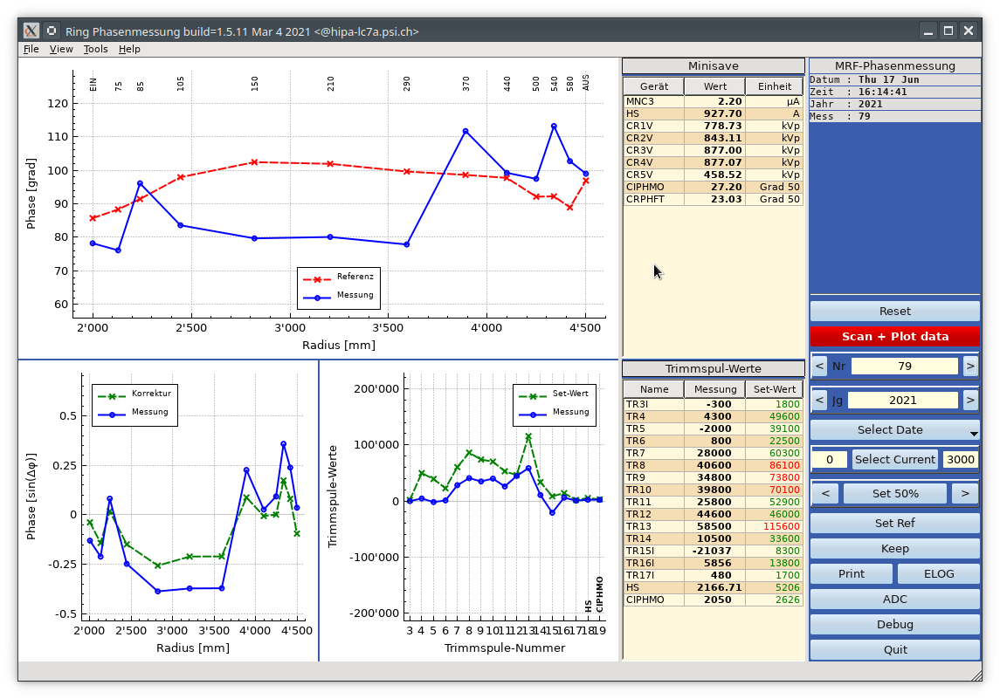 Ring Phasenmessung build=1.5.11 Mar 4 2021 <@hipa-lc7a.psi.ch>
File View Tools Help
EIN 75 85 105 150 210 290 370 440 500 540 580 AUS
120
110
100
90
80
70
60
Phase [grad]
Referenz
Messung
2'000 2'500 3'000 3'500 4'000 4'500
Radius [mm]
Korrektur
Messung
0.5
0.25
0
-0.25
-0.5
Phase [sin(Δφ)]
2'000 2'500 3'000 3'500 4'000 4'500
Radius [mm]
Set-Wert
Messung
200'000
100'000
0
-100'000
-200'000
Trimmspule-Werte
HS
CIPHMO
3 4 5 6 7 8 9 10 11 12 13 14 15 16 17 18 19
Trimmspule-Nummer
Minisave
Gerät Wert Einheit
MNC3 2.20 µA
HS 927.70 A
CR1V 778.73 kVp
CR2V 843.11 kVp
CR3V 877.00 kVp
CR4V 877.07 kVp
CR5V 458.52 kVp
CIPHMO 27.20 Grad 50
CRPHFT 23.03 Grad 50
Trimmspul-Werte
Name Messung Set-Wert
TR3I -300 1800
TR4 4300 49600
TR5 -2000 39100
TR6 800 22500
TR7 28000 60300
TR8 40600 86100
TR9 34800 73800
TR10 39800 70100
TR11 25800 52900
TR12 44600 46000
TR13 58500 115600
TR14 10500 33600
TR15I -21037 8300
TR16I 5856 13800
TR17I 480 1700
HS 2166.71 5206
CIPHMO 2050 2626
MRF-Phasenmessung
Datum : Thu 17 Jun
Zeit : 16:14:41
Jahr : 2021
Mess : 79
Reset
Scan + Plot data
< Nr 79 >
< Jg 2021 >
Select Date
0 Select Current 3000
< Set 50% >
Set Ref
Keep
Print ELOG
ADC
Debug
Quit